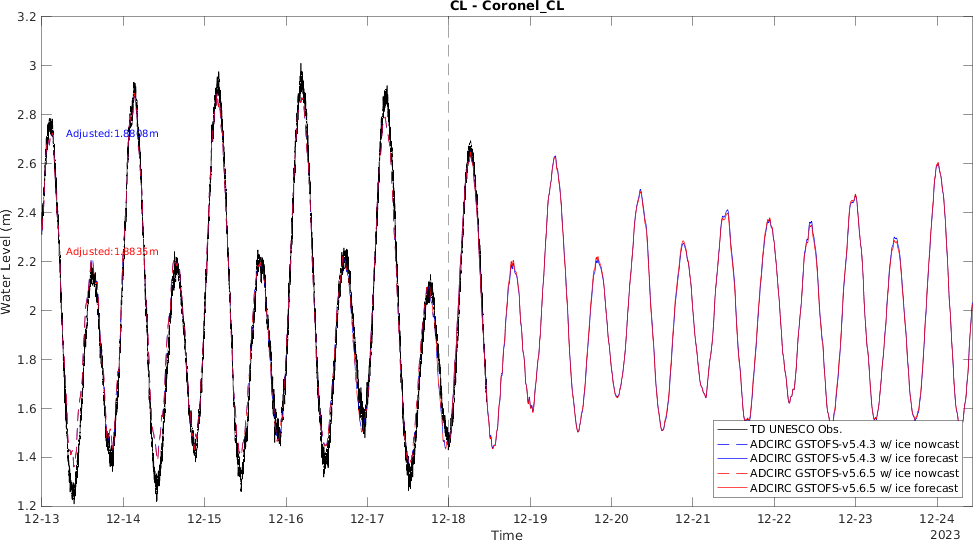 CL - Coronel_CL
3.2
3
2.8
2.6
2.4
2.2
2
1.8
1.6
1.4
1.2
Water Level (m)
Adjusted:1.8808m
Adjusted:1.8835m
TD UNESCO Obs.
ADCIRC GSTOFS-v5.4.3 w/ ice nowcast
ADCIRC GSTOFS-v5.4.3 w/ ice forecast
ADCIRC GSTOFS-v5.6.5 w/ ice nowcast
ADCIRC GSTOFS-v5.6.5 w/ ice forecast
12-13 12-14 12-15 12-16 12-17 12-18 12-19 12-20 12-21 12-22 12-23 12-24
Time
2023